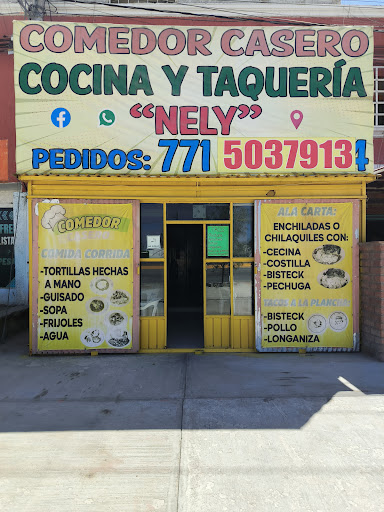 COMEDOR CASERO
COCINA Y TAQUERÍA
“NELY”
PEDIDOS: 771 50379134
COMEDOR
COMIDA CORRIDA
-TORTILLAS HECHAS
A MANO
-GUISADO
-SOPA
-FRIJOLES
-AGUA
ALA CARTA:
ENCHILADAS O
CHILAQUILES CON:
-CECINA
-COSTILLA
-BISTECK
-PECHUGA
TACOS A LA PLANCHA:
-BISTECK
-POLLO
-LONGANIZA